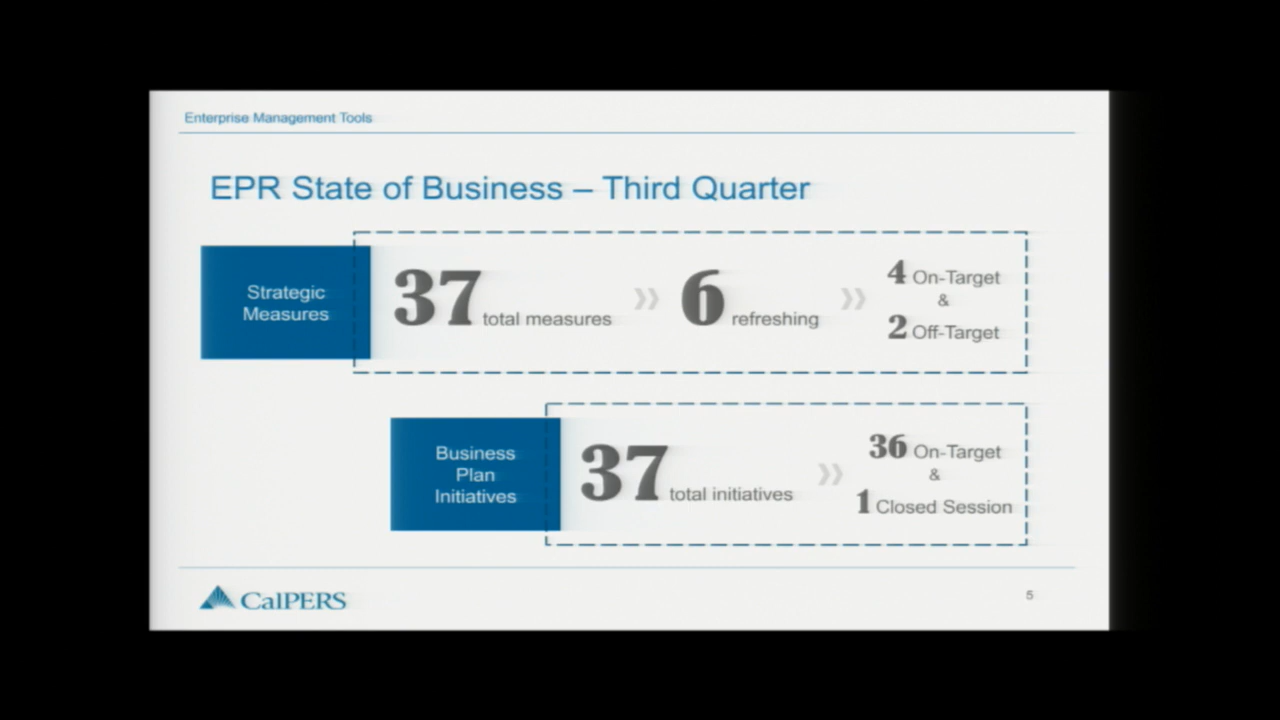 Enterprise Management Tools
EPR State of Business – Third Quarter
Strategic
Measures
37 total measures
6 refreshing
4 On-Target
&
2 Off-Target
Business
Plan
Initiatives
37 total initiatives
36 On-Target
&
1 Closed Session
CalPERS
5